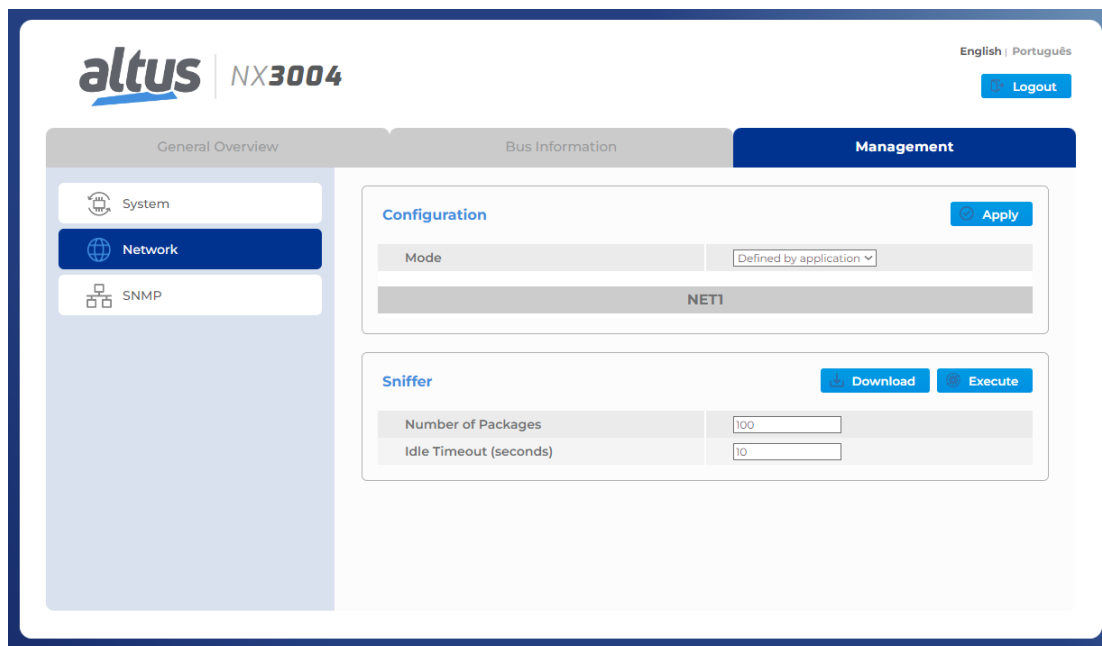 English | Português
altus NX3004
Logout
General Overview Bus Information Management
System
Network
SNMP
Configuration Apply
Mode Defined by application
NET1
Sniffer Download Execute
Number of Packages 100
Idle Timeout (seconds) 10